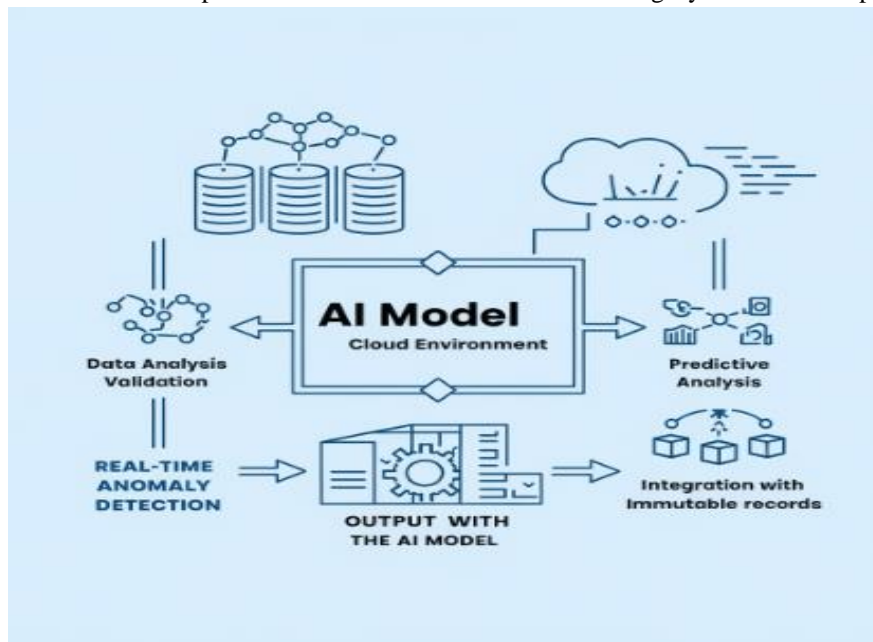 AI Model
Cloud Environment
Data Analysis
Validation
Predictive
Analysis
REAL-TIME
ANOMALY
DETECTION
OUTPUT WITH
THE AI MODEL
Integration with
Immutable records